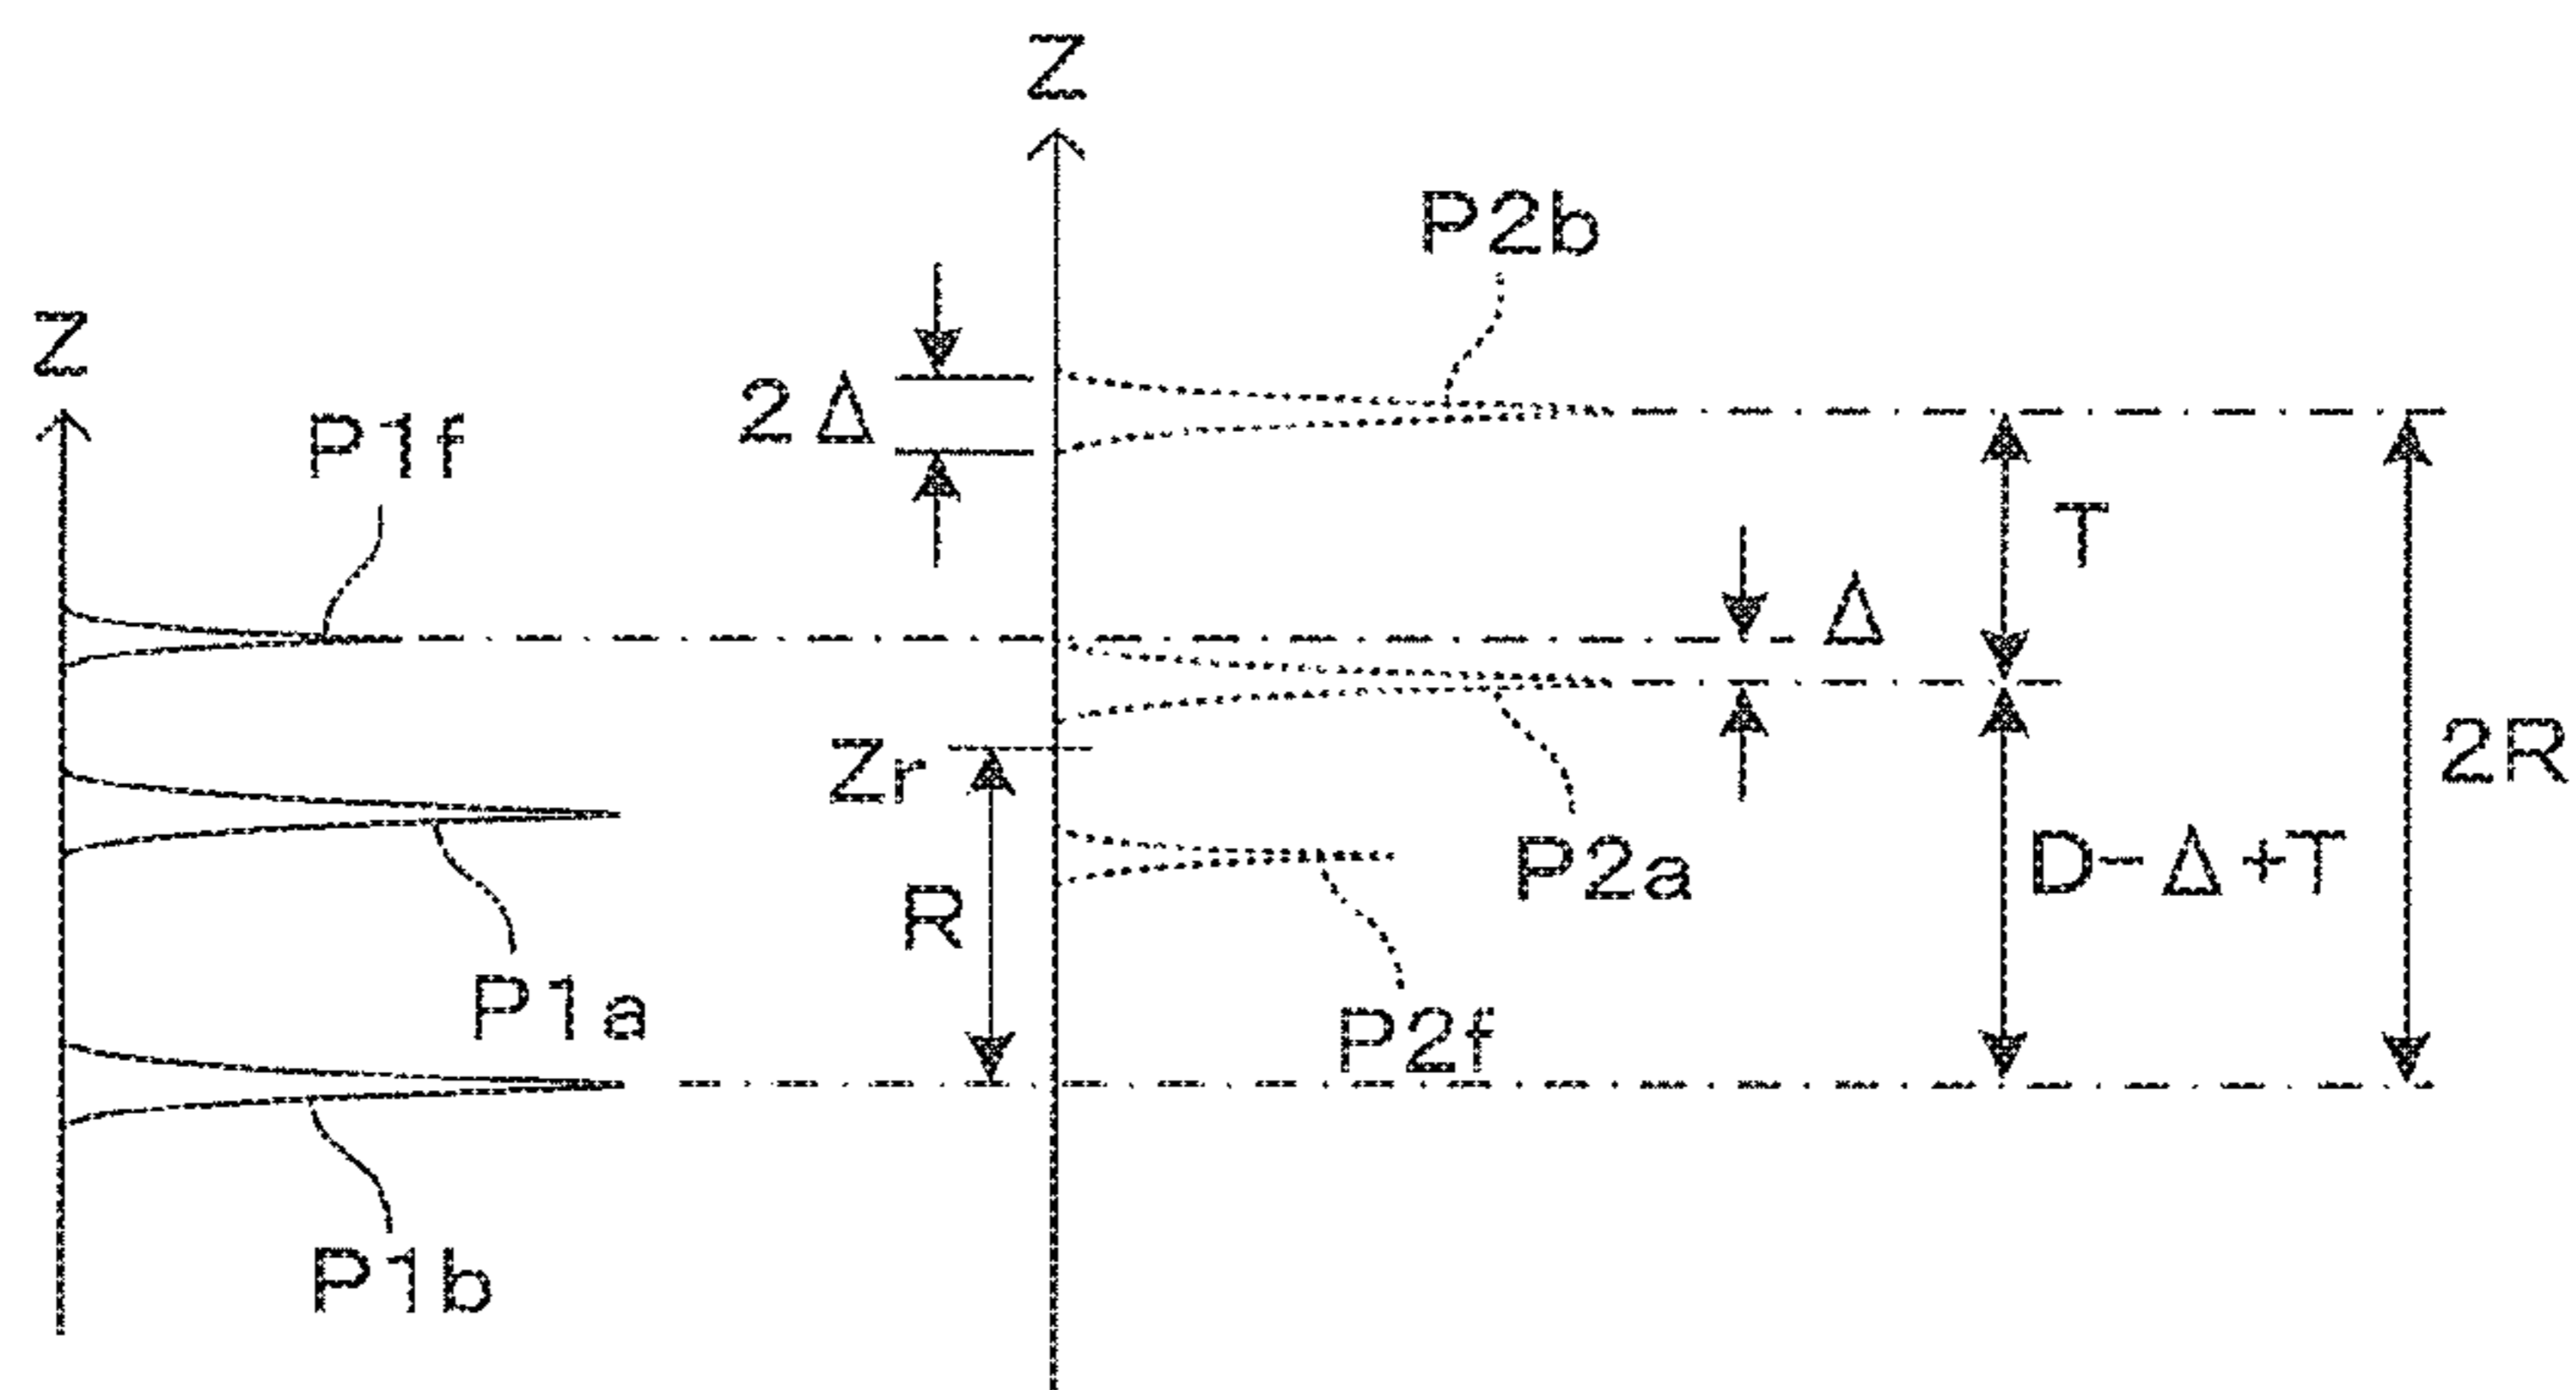 Z
P2b
Z
2Δ
P1f
T
Δ
Zr
2R
R
P2a
D-Δ+T
P1a
P2f
P1b